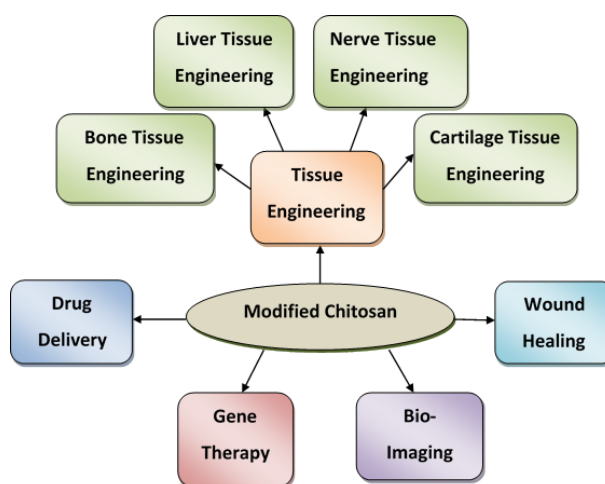 Liver Tissue
Engineering
Nerve Tissue
Engineering
Bone Tissue
Engineering
Cartilage Tissue
Engineering
Tissue
Engineering
Modified Chitosan
Drug
Delivery
Wound
Healing
Gene
Therapy
Bio-
Imaging